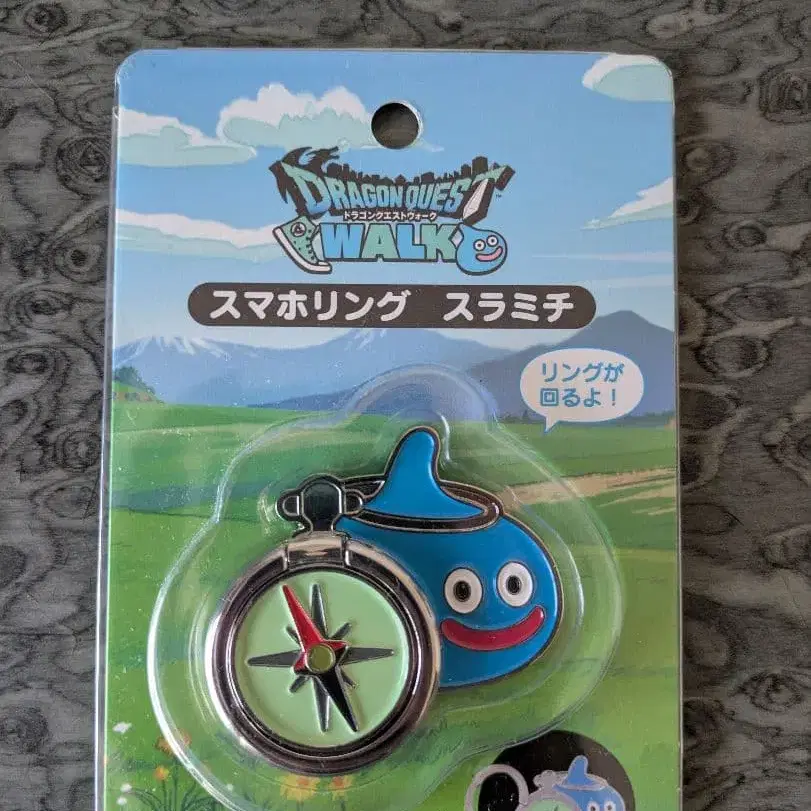 DRAGON QUEST
ドラゴンクエストウォーク
WALK
スマホリング スラミチ
リングが
回るよ！